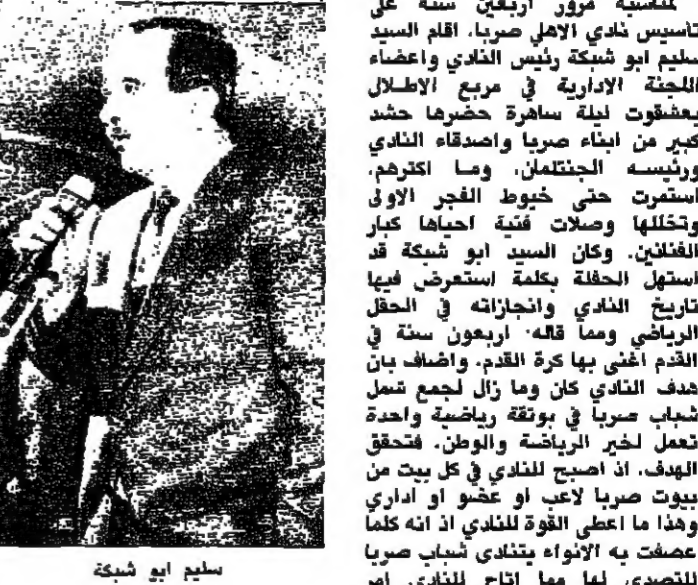 لمناسبة مرور اربعين سنة على
تاسيس نادي الاهلي صربا، اقام السيد
سليم ابو شبكة رئيس النادي واعضاء
اللجنة الادارية في مربع الاطلال
بعشقوت ليلة ساهرة حضرها حشد
كبير من ابناء صربا واصدقاء النادي
ورئيسه الجنتلمان، وما اكثرهم،
استمرت حتى خيوط الفجر الاولى
وتخللها وصلات فنية احياها كبار
الفنانين. وكان السيد ابو شبكة قد
استهل الحفلة بكلمة استعرض فيها
تاريخ النادي وانجازاته في الحقل
الرياضي ومما قاله: اربعون سنة في
القدم اغنى بها كرة القدم. واضاف بان
هدف النادي كان وما زال لجمع شمل
شباب صربا في بوتقة رياضية واحدة
تعمل لخير الرياضة والوطن. فتحقق
الهدف، اذ اصبح للنادي في كل بيت من
بيوت صربا لاعب او عضو او اداري
وهذا ما اعطى القوة للنادي اذ انه كلما
عصفت به الانواء يتنادى شباب صربا
للتصدي لها مما اتاح للنادي امر
سليم ابو شبكة